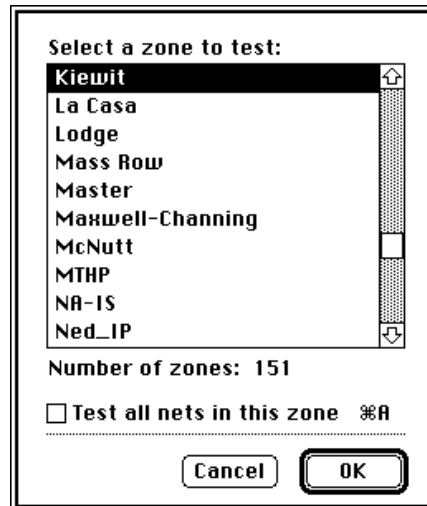 Select a zone to test:
Kiewit
La Casa
Lodge
Mass Row
Master
Maxwell-Channing
McNutt
MTHP
NA-IS
Ned_IP
Number of zones: 151
Test all nets in this zone ⌘A
Cancel OK